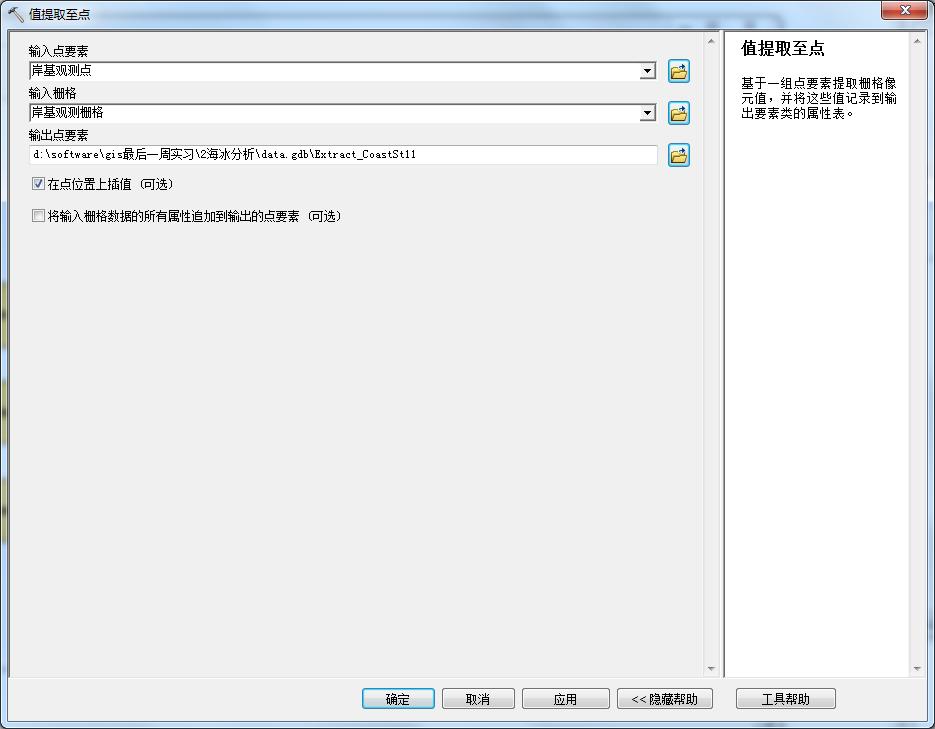 值提取至点
输入点要素
岸基观测点
输入栅格
岸基观测栅格
输出点要素
d:\software\gis最后一周实习\2海冰分析\data.gdb\Extract_CoastSt11
在点位置上插值 (可选)
将输入栅格数据的所有属性追加到输出的点要素 (可选)
值提取至点
基于一组点要素提取栅格像
元值，并将这些值记录到输
出要素类的属性表。
确定
取消
应用
<< 隐藏帮助
工具帮助